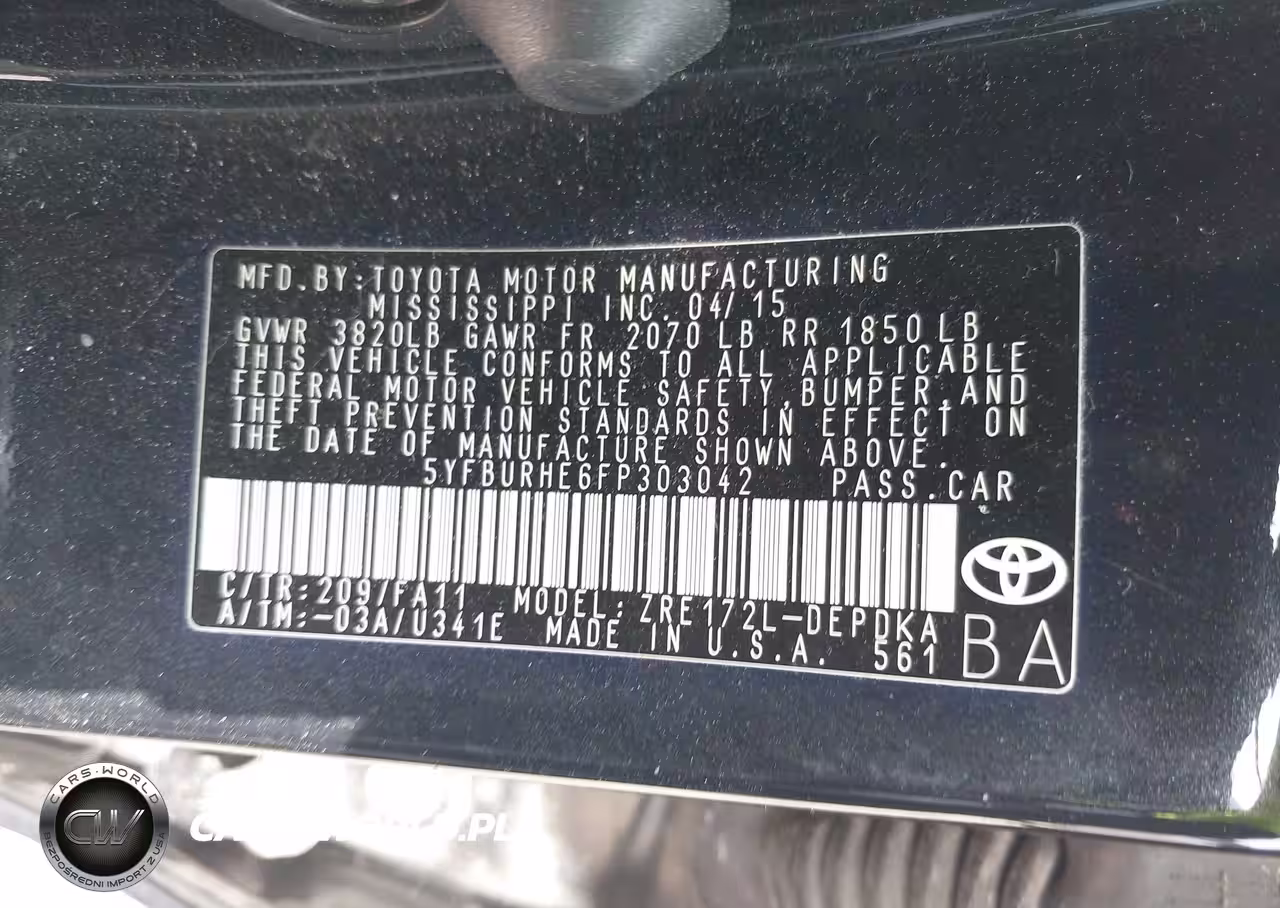 MFD.BY:TOYOTA MOTOR MANUFACTURING
MISSISSIPPI INC. 04/15
GVWR 3820LB GAWR FR 2070 LB RR 1850 LB
THIS VEHICLE CONFORMS TO ALL APPLICABLE
FEDERAL MOTOR VEHICLE SAFETY,BUMPER,AND
THEFT PREVENTION STANDARDS IN EFFECT ON
THE DATE OF MANUFACTURE SHOWN ABOVE.
5YFBURHE6FP303042 PASS.CAR
C/TR:209/FA11 MODEL:ZRE172L-DEPDKA
A/TM:-03A/U341E MADE IN U.S.A. 561
BA
CARS-WORLD
CW
BEZPOŚREDNI IMPORT Z USA